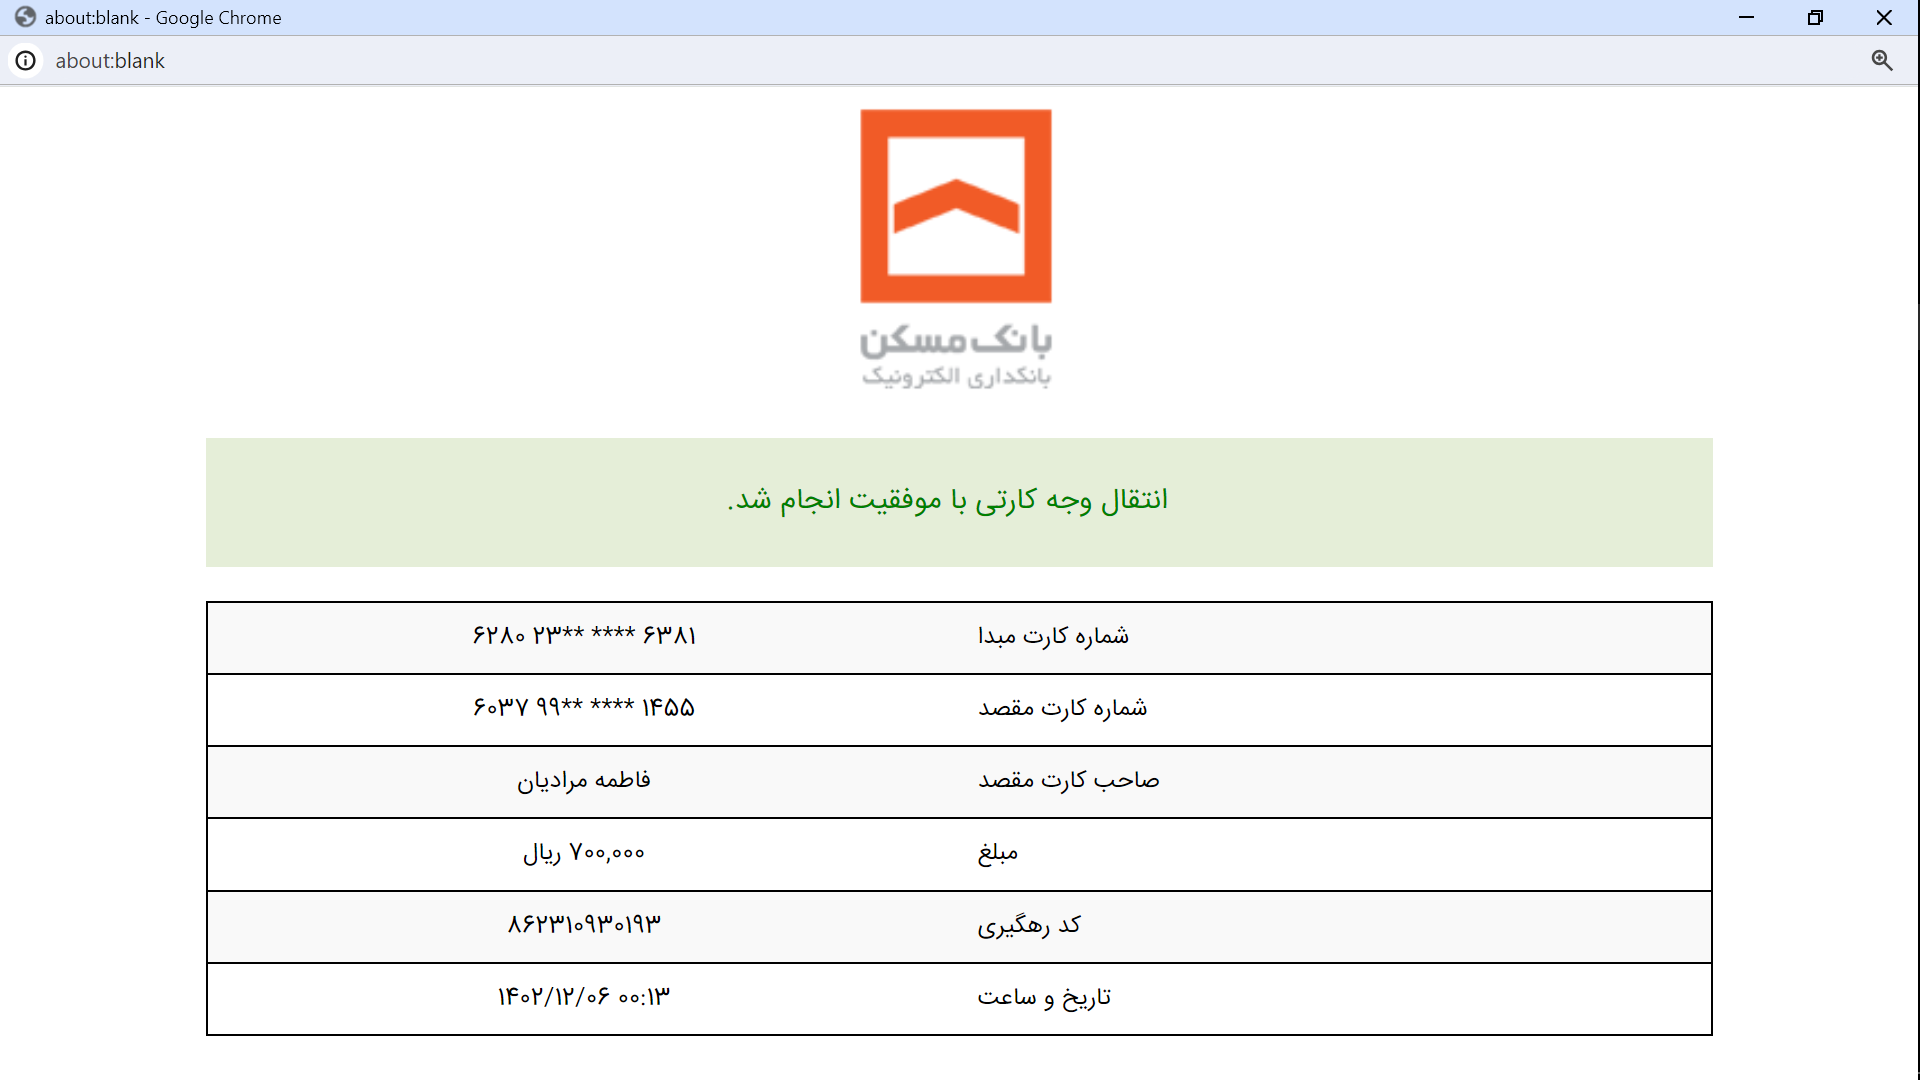 about:blank - Google Chrome
about:blank
بانک مسکن
بانکداری الکترونیک
انتقال وجه کارتی با موفقیت انجام شد.
شماره کارت مبدا ۶۲۸۰ ۲۳** **** ۶۳۸۱
شماره کارت مقصد ۶۰۳۷ ۹۹** **** ۱۴۵۵
صاحب کارت مقصد فاطمه مرادیان
مبلغ ۷۰۰,۰۰۰ ریال
کد رهگیری ۸۶۲۳۱۰۹۳۰۱۹۳
تاریخ و ساعت ۱۴۰۲/۱۲/۰۶ ۰۰:۱۳